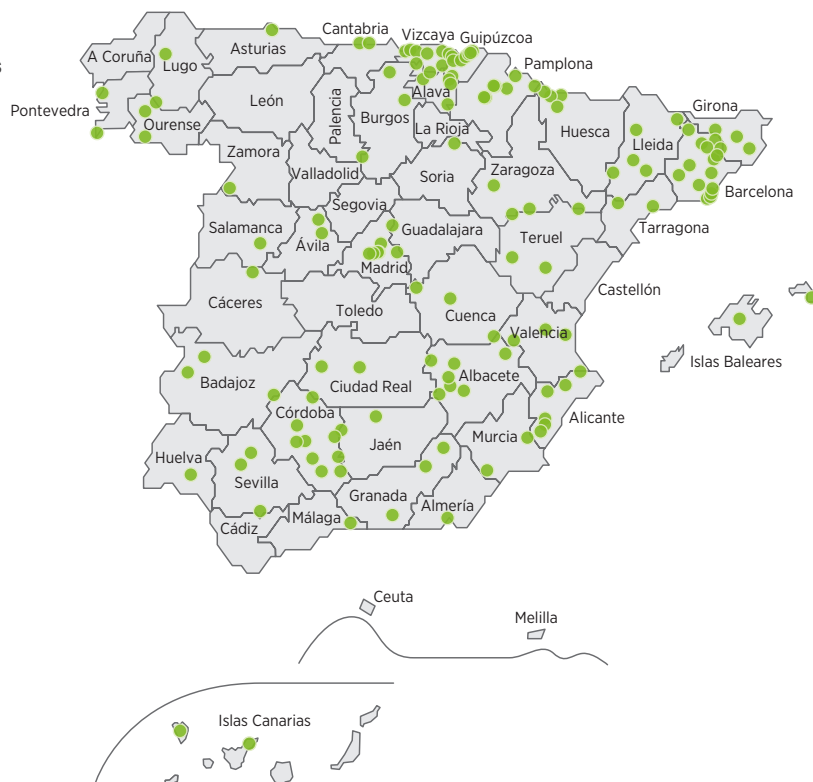 Cantabria
Vizcaya
Guipúzcoa
A Coruña
Lugo
Asturias
Pamplona
s
León
Palencia
Burgos
Alava
Girona
Pontevedra
Ourense
La Rioja
Huesca
Lleida
Zamora
Valladolid
Soria
Zaragoza
Barcelona
Segovia
Salamanca
Ávila
Guadalajara
Teruel
Tarragona
Madrid
Castellón
Cáceres
Toledo
Cuenca
Valencia
Islas Baleares
Badajoz
Ciudad Real
Albacete
Córdoba
Alicante
Jaén
Murcia
Huelva
Sevilla
Granada
Almería
Málaga
Cádiz
Ceuta
Melilla
Islas Canarias